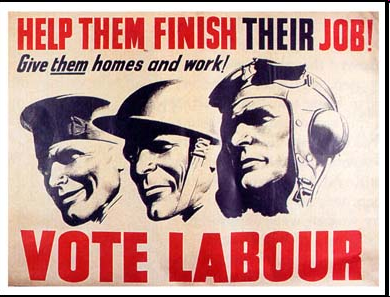 HELP THEM FINISH THEIR JOB!
Give them homes and work!
VOTE LABOUR